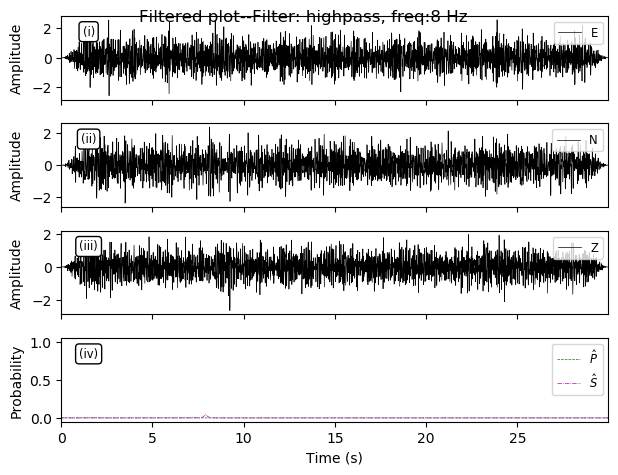 Filtered plot--Filter: highpass, freq:8 Hz
(i)
E
2
0
−2
Amplitude
(ii)
N
2
0
−2
Amplitude
(iii)
Z
2
0
−2
Amplitude
(iv)
P̂
Ŝ
1.0
0.5
0.0
Probability
0 5 10 15 20 25
Time (s)